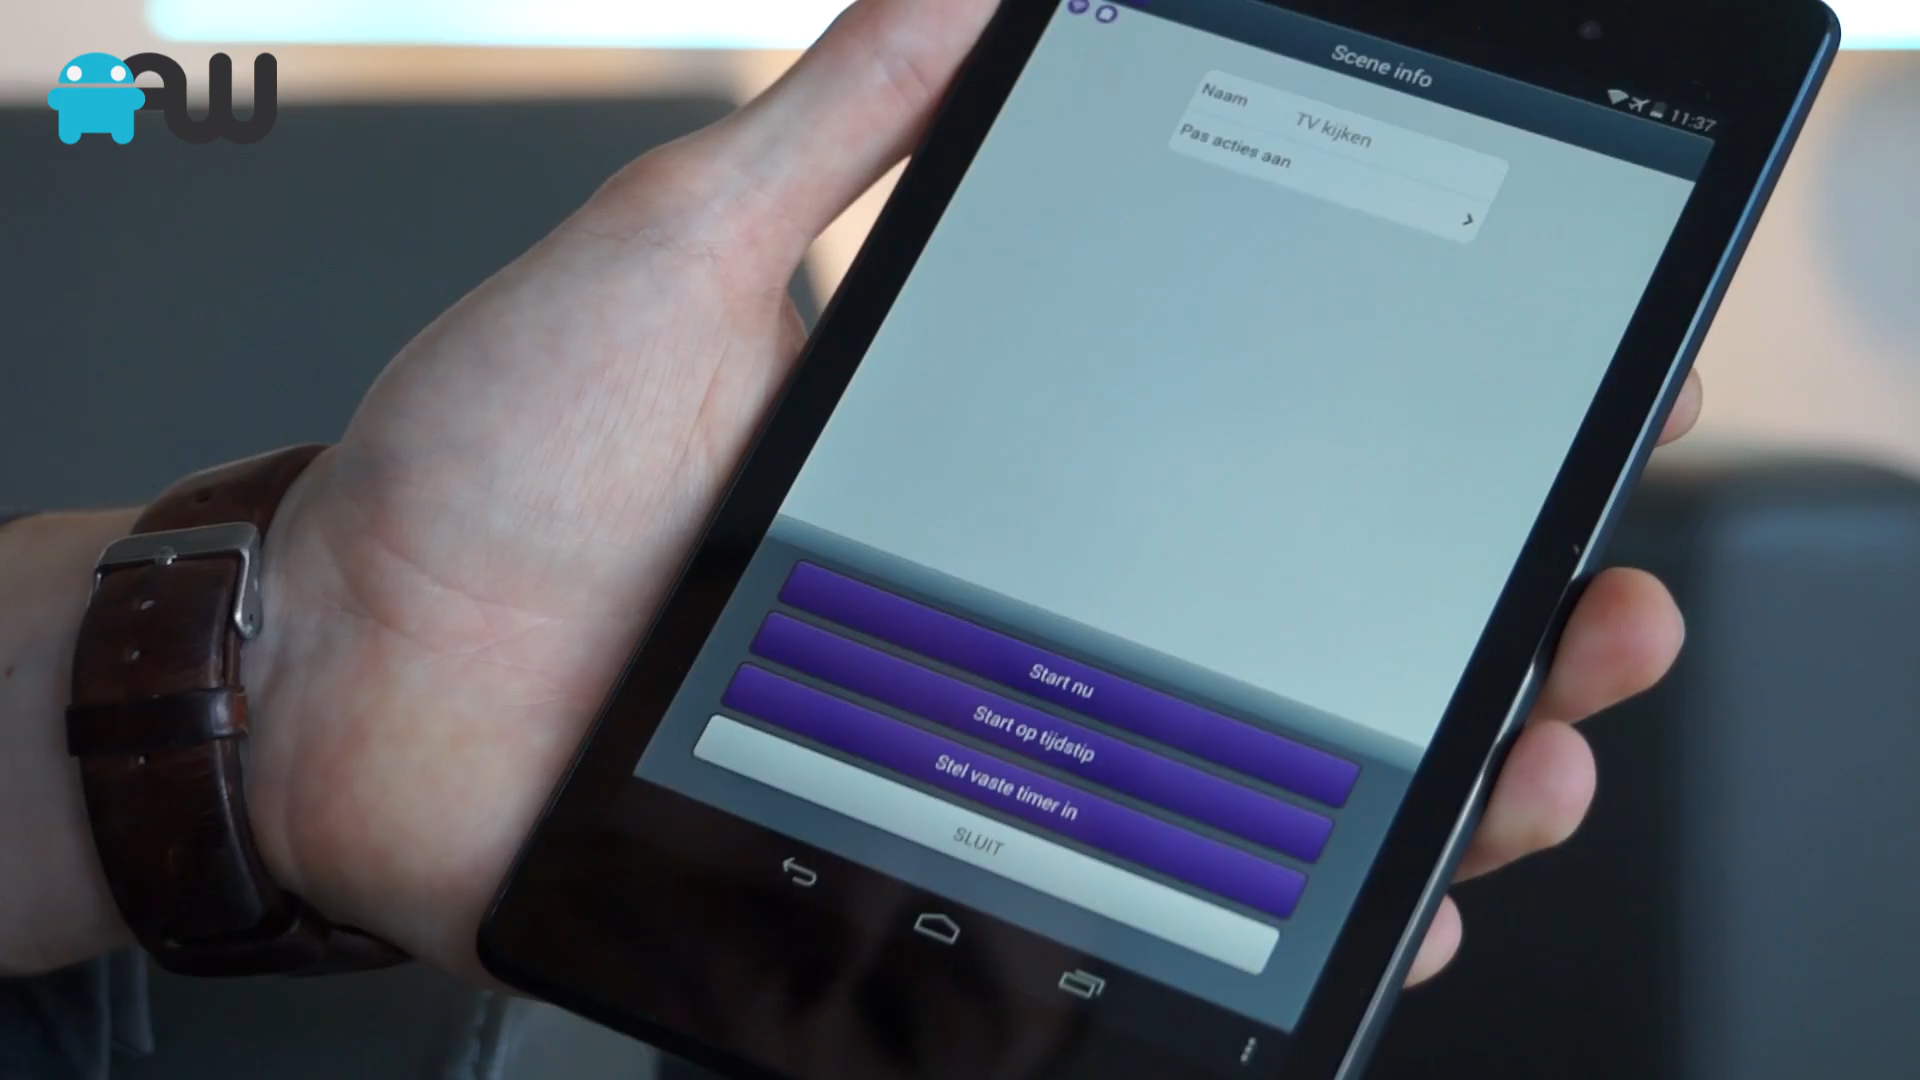 AW
Scene info
11:37
Naam
TV kijken
Pas acties aan
Start nu
Start op tijdstip
Stel vaste timer in
SLUIT